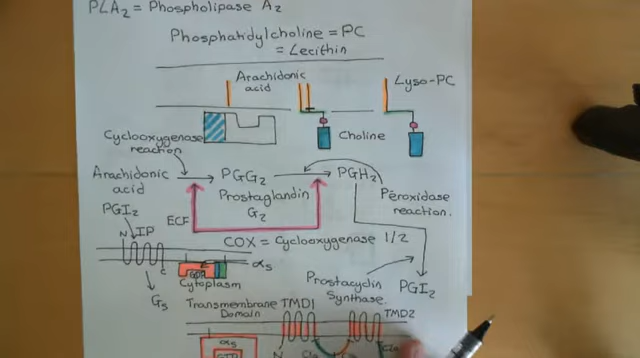 PLA2 = Phospholipase A2
Phosphatidylcholine = PC
= Lecithin
Arachidonic acid
Lyso-PC
Choline
Cyclooxygenase reaction
Arachidonic acid
PGG2
PGH2
Prostaglandin G2
Peroxidase reaction.
PGI2
ECF
N IP
C
COX = Cyclooxygenase 1/2
αs
Cytoplasm
Gs
Prostacyclin Synthase.
PGI2
Transmembrane Domain
TMD1
TMD2
αs
GTP
N